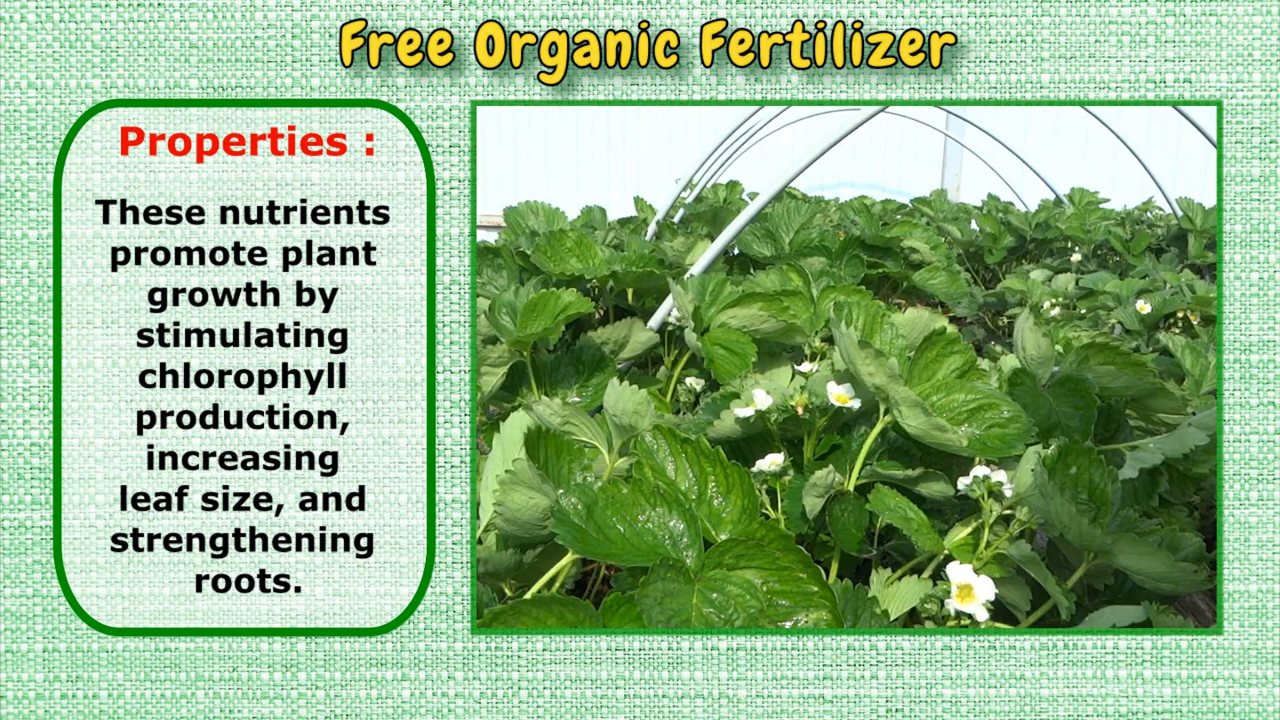 Free Organic Fertilizer
Properties :
These nutrients
promote plant
growth by
stimulating
chlorophyll
production,
increasing
leaf size, and
strengthening
roots.